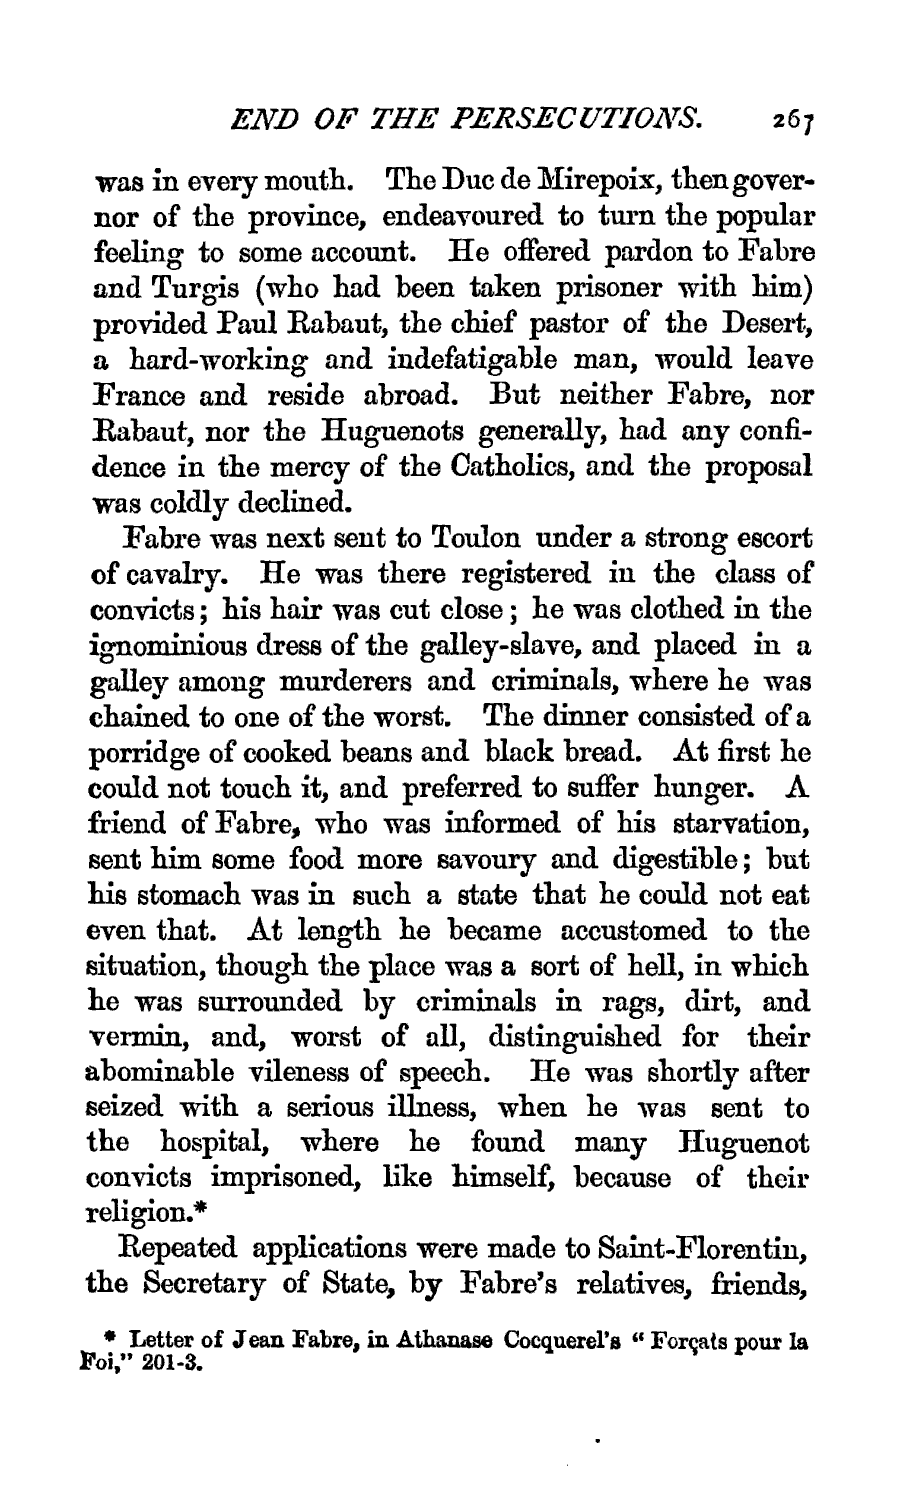 END OF THE PERSECUTIONS. 267
was in every mouth. The Duc de Mirepoix, then gover-
nor of the province, endeavoured to turn the popular
feeling to some account. He offered pardon to Fabre
and Turgis (who had been taken prisoner with him)
provided Paul Rabaut, the chief pastor of the Desert,
a hard-working and indefatigable man, would leave
France and reside abroad. But neither Fabre, nor
Rabaut, nor the Huguenots generally, had any confi-
dence in the mercy of the Catholics, and the proposal
was coldly declined.
Fabre was next sent to Toulon under a strong escort
of cavalry. He was there registered in the class of
convicts; his hair was cut close; he was clothed in the
ignominious dress of the galley-slave, and placed in a
galley among murderers and criminals, where he was
chained to one of the worst. The dinner consisted of a
porridge of cooked beans and black bread. At first he
could not touch it, and preferred to suffer hunger. A
friend of Fabre, who was informed of his starvation,
sent him some food more savoury and digestible; but
his stomach was in such a state that he could not eat
even that. At length he became accustomed to the
situation, though the place was a sort of hell, in which
he was surrounded by criminals in rags, dirt, and
vermin, and, worst of all, distinguished for their
abominable vileness of speech. He was shortly after
seized with a serious illness, when he was sent to
the hospital, where he found many Huguenot
convicts imprisoned, like himself, because of their
religion.*
Repeated applications were made to Saint-Florentin,
the Secretary of State, by Fabre's relatives, friends,
* Letter of Jean Fabre, in Athanase Cocquerel's "Forçats pour la
Foi," 201-3.